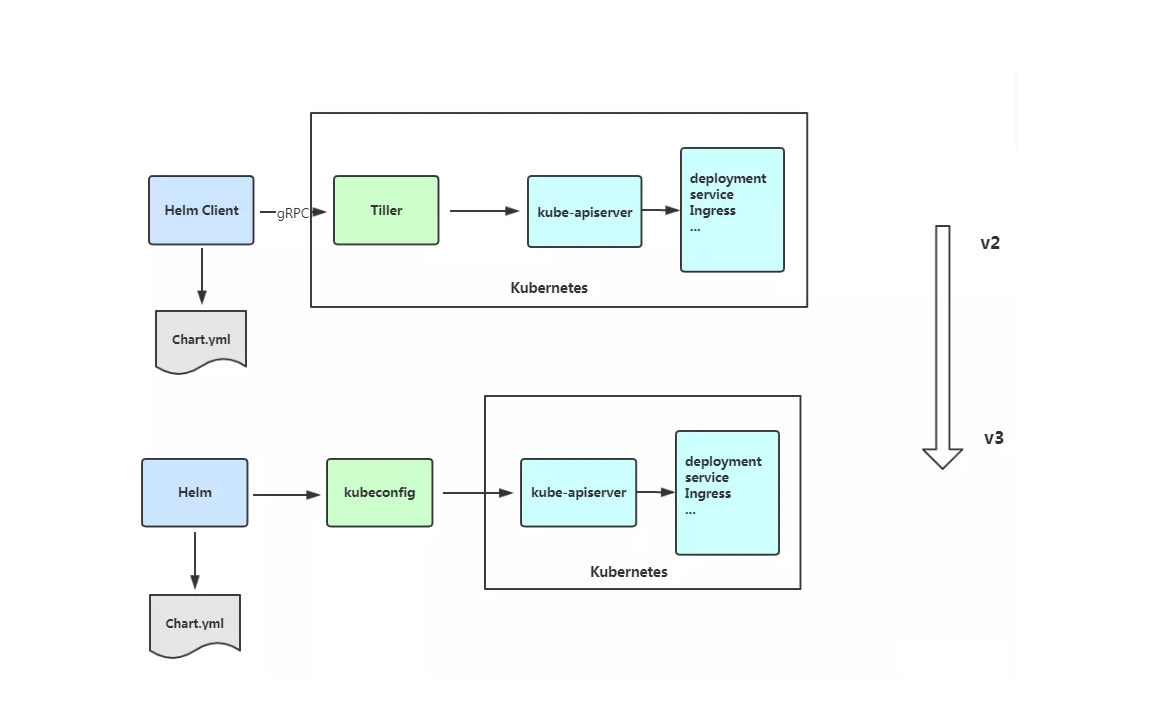 Helm Client
gRPC
Tiller
kube-apiserver
deployment
service
Ingress
...
Kubernetes
Chart.yml
v2
v3
Helm
kubeconfig
kube-apiserver
deployment
service
Ingress
...
Kubernetes
Chart.yml